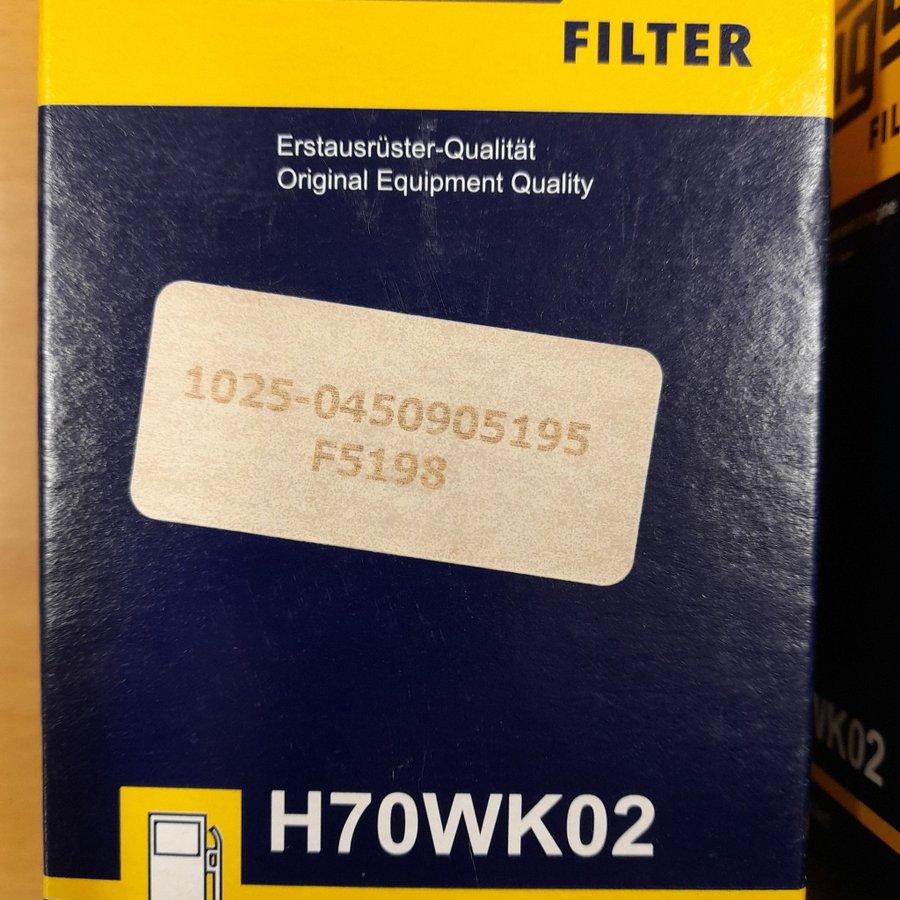 FILTER
Erstausrüster-Qualität
Original Equipment Quality
1025-0450905195
F5198
H70WK02